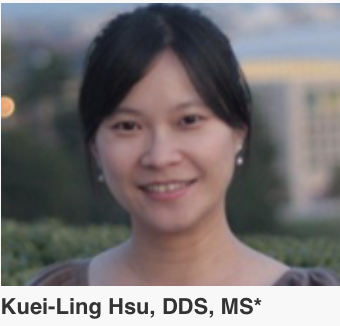 Kuei-Ling Hsu, DDS, MS*